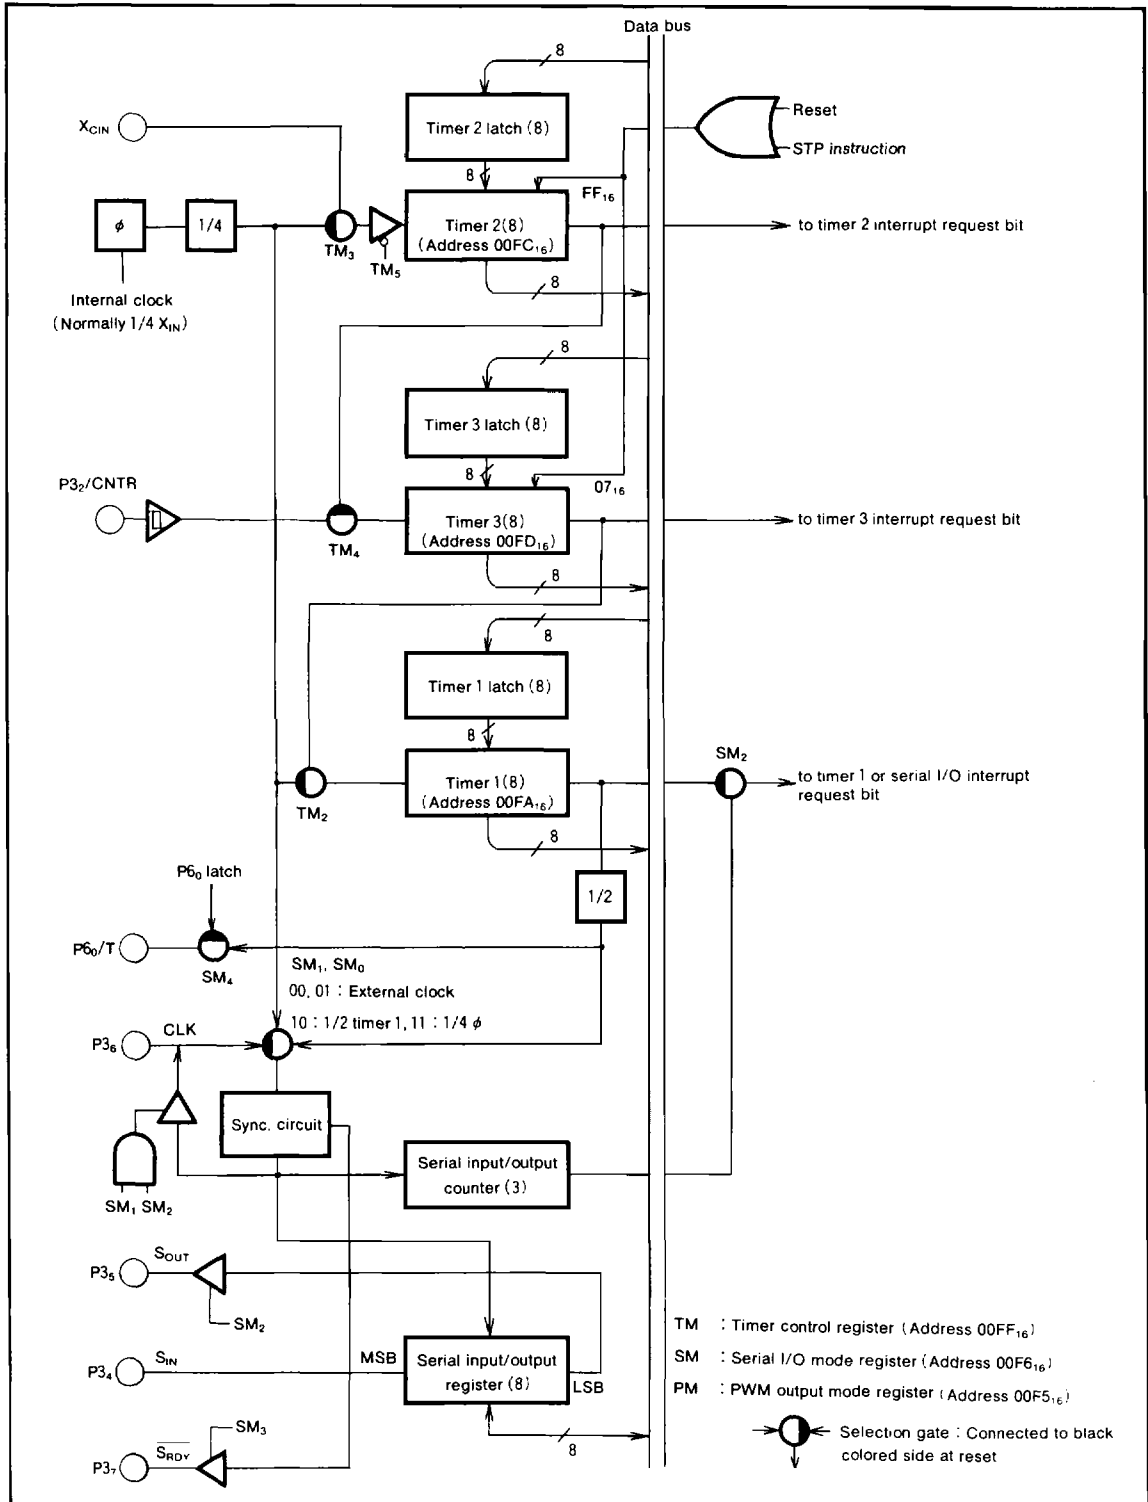 Data bus
8
X_CIN
Timer 2 latch (8)
Reset
STP instruction
8
FF₁₆
φ
1/4
TM₃
TM₅
Timer 2(8)
(Address 00FC₁₆)
to timer 2 interrupt request bit
Internal clock
(Normally 1/4 X_IN)
8
8
Timer 3 latch (8)
8
07₁₆
P3₂/CNTR
TM₄
Timer 3(8)
(Address 00FD₁₆)
to timer 3 interrupt request bit
8
8
Timer 1 latch (8)
8
SM₂
TM₂
Timer 1(8)
(Address 00FA₁₆)
to timer 1 or serial I/O interrupt
request bit
8
P6₀ latch
1/2
P6₀/T
SM₄
SM₁, SM₀
00, 01 : External clock
10 : 1/2 timer 1, 11 : 1/4 φ
P3₆
CLK
Sync. circuit
Serial input/output
counter (3)
SM₁ SM₂
P3₅
S_OUT
SM₂
P3₄
S_IN
MSB
Serial input/output
register (8)
LSB
8
P3₇
S̅_R̅D̅Y̅
SM₃
TM : Timer control register (Address 00FF₁₆)
SM : Serial I/O mode register (Address 00F6₁₆)
PM : PWM output mode register (Address 00F5₁₆)
Selection gate : Connected to black
colored side at reset